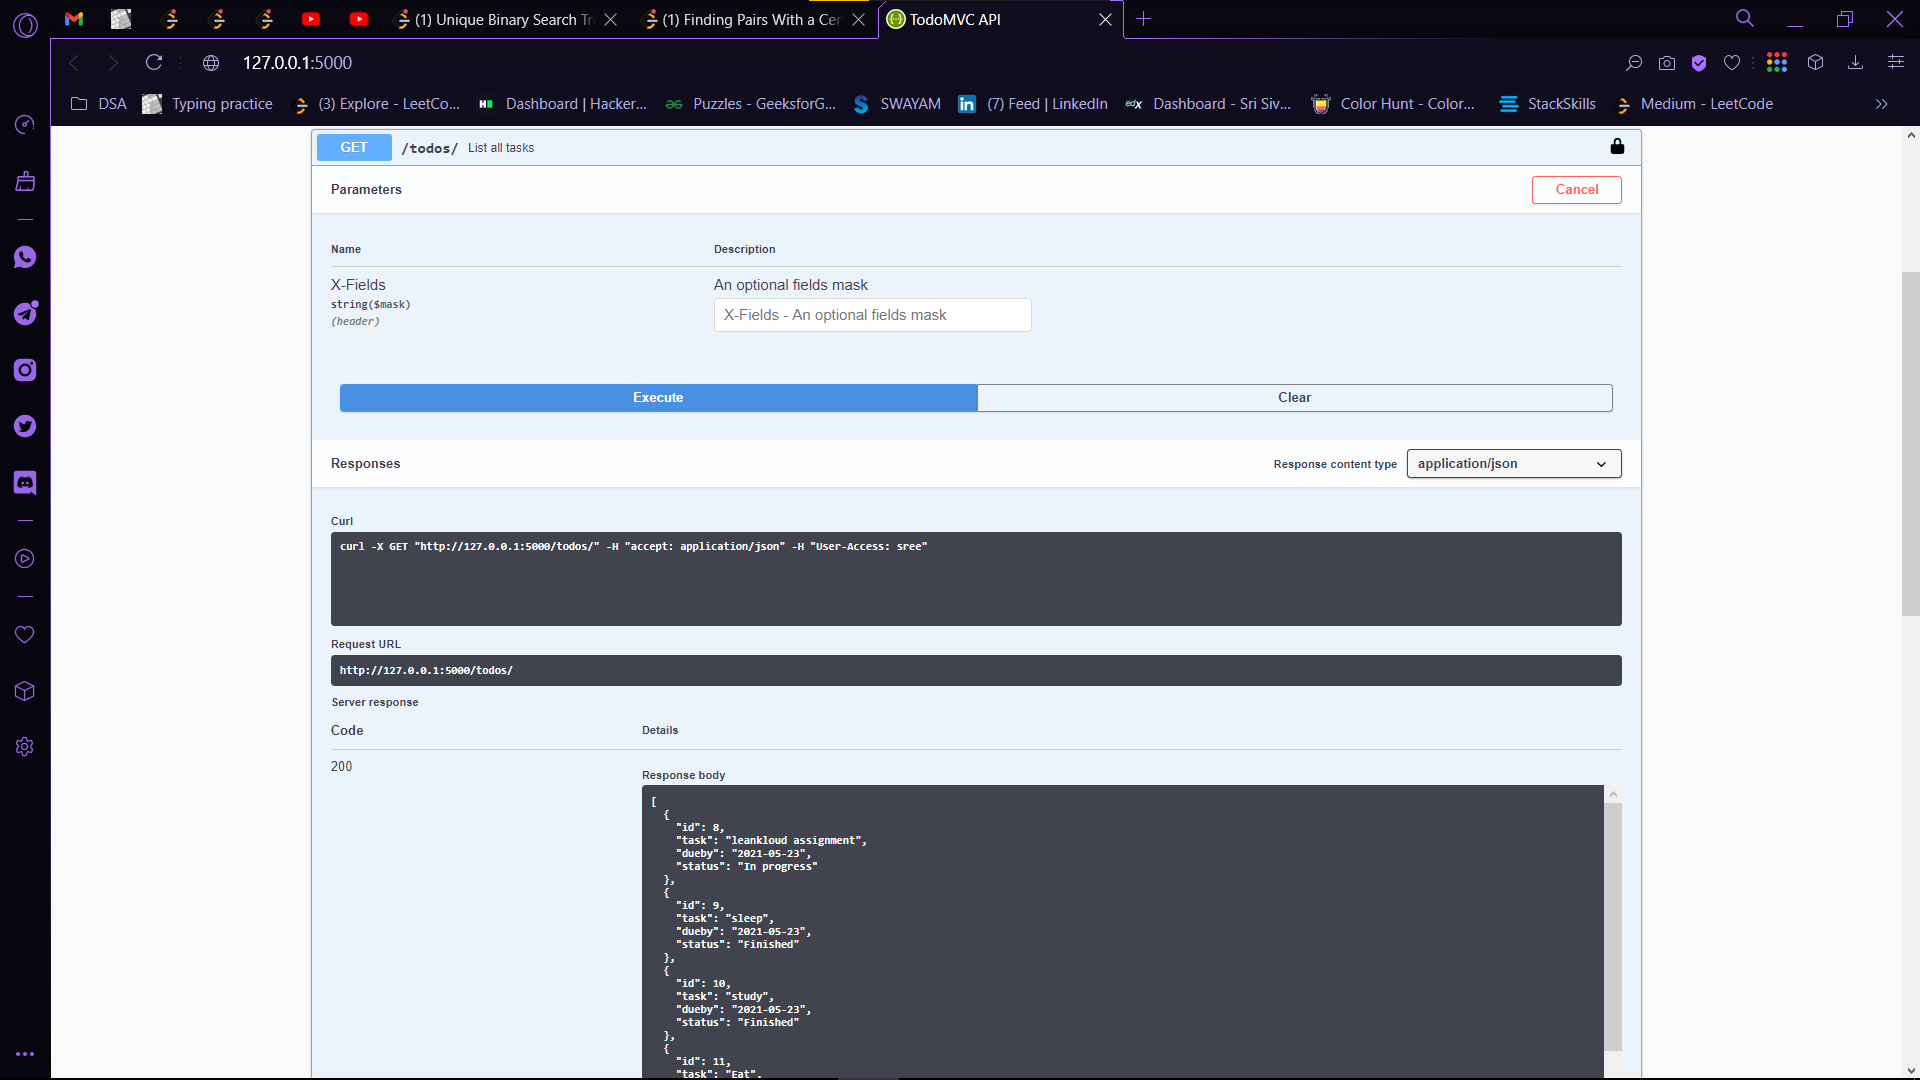 (1) Unique Binary Search Tr
(1) Finding Pairs With a Cer
TodoMVC API
127.0.0.1:5000
DSA
Typing practice
(3) Explore - LeetCo...
Dashboard | Hacker...
Puzzles - GeeksforG...
SWAYAM
(7) Feed | LinkedIn
edX
Dashboard - Sri Siv...
Color Hunt - Color...
StackSkills
Medium - LeetCode
GET /todos/ List all tasks
Parameters
Cancel
Name Description
X-Fields An optional fields mask
string($mask)
(header)
X-Fields - An optional fields mask
Execute Clear
Responses
Response content type application/json
Curl
curl -X GET "http://127.0.0.1:5000/todos/" -H "accept: application/json" -H "User-Access: sree"
Request URL
http://127.0.0.1:5000/todos/
Server response
Code Details
200
Response body
[
{
"id": 8,
"task": "leankloud assignment",
"dueby": "2021-05-23",
"status": "In progress"
},
{
"id": 9,
"task": "sleep",
"dueby": "2021-05-23",
"status": "Finished"
},
{
"id": 10,
"task": "study",
"dueby": "2021-05-23",
"status": "Finished"
},
{
"id": 11,
"task": "Eat",